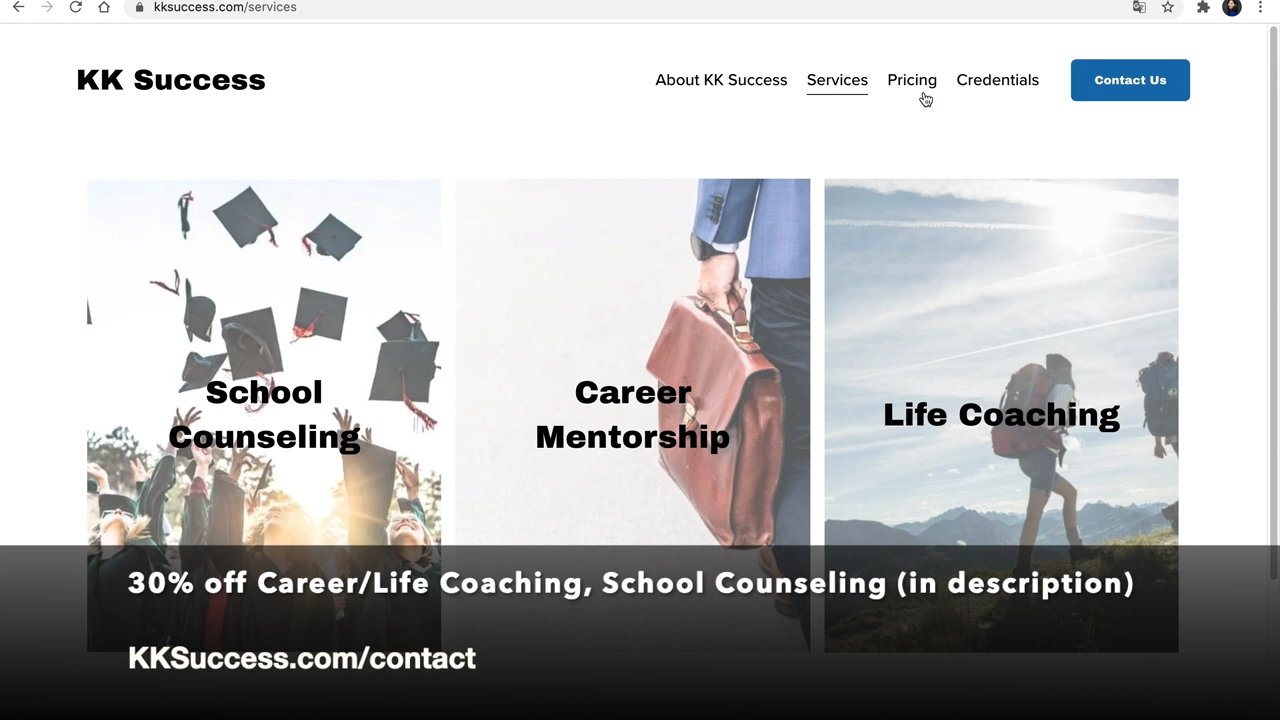 kksuccess.com/services
KK Success
About KK Success
Services
Pricing
Credentials
Contact Us
School
Counseling
Career
Mentorship
Life Coaching
30% off Career/Life Coaching, School Counseling (in description)
KKSuccess.com/contact